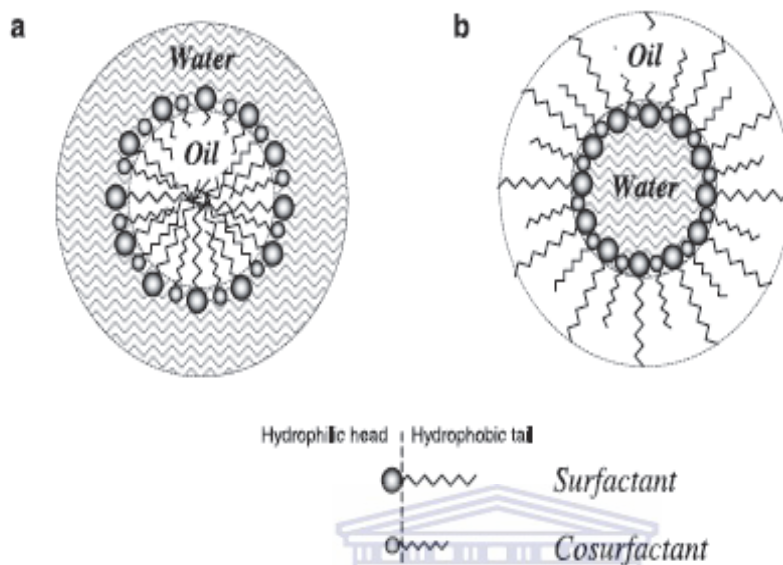 a
b
Water
Oil
Oil
Water
Hydrophilic head
Hydrophobic tail
Surfactant
Cosurfactant